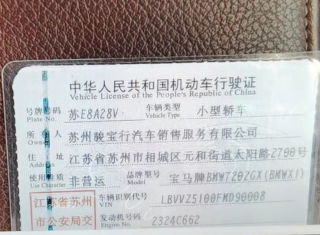 中华人民共和国机动车行驶证
Vehicle License of the People's Republic of China
号牌号码 Plate No. 苏E8A28V 车辆类型 Vehicle Type 小型轿车
所有人 苏州骏宝行汽车销售服务有限公司
住址 江苏省苏州市相城区元和街道太阳路2790号
使用性质 Use Character 非营运 品牌型号 宝马牌BMW7202GX(BMWX1)
江苏省苏州 车辆识别代号 VIN LBVVZ5100FMD90008
市公安局交 发动机号码 2324C662